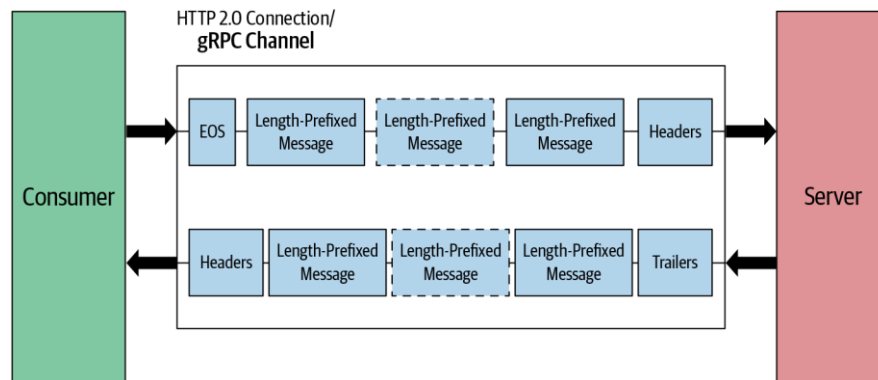 HTTP 2.0 Connection/
gRPC Channel
Consumer
EOS
Length-Prefixed
Message
Length-Prefixed
Message
Length-Prefixed
Message
Headers
Headers
Length-Prefixed
Message
Length-Prefixed
Message
Length-Prefixed
Message
Trailers
Server